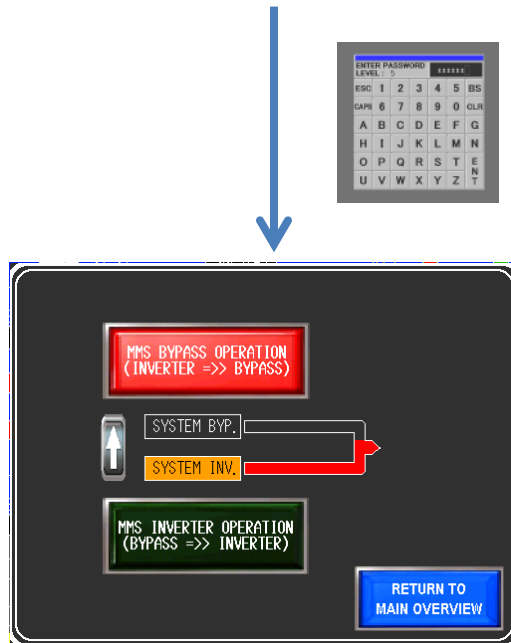 ENTER PASSWORD
LEVEL : 5 ******
ESC 1 2 3 4 5 BS
CAPS 6 7 8 9 0 CLR
A B C D E F G
H I J K L M N
O P Q R S T ENT
U V W X Y Z
MMS BYPASS OPERATION
(INVERTER =>> BYPASS)
SYSTEM BYP.
SYSTEM INV.
MMS INVERTER OPERATION
(BYPASS =>> INVERTER)
RETURN TO
MAIN OVERVIEW